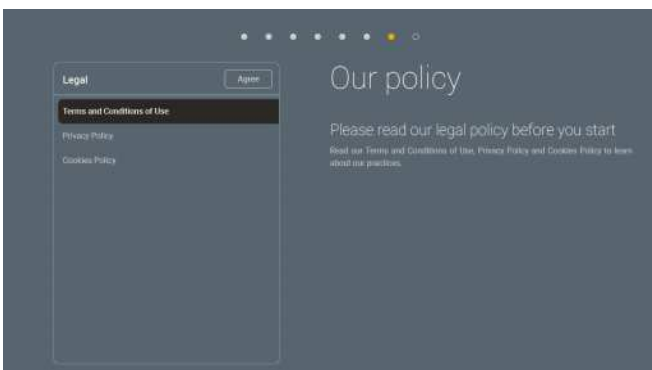 Legal
Agree
Terms and Conditions of Use
Privacy Policy
Cookies Policy
Our policy
Please read our legal policy before you start
Read our Terms and Conditions of Use, Privacy Policy and Cookies Policy to learn
about our practices.